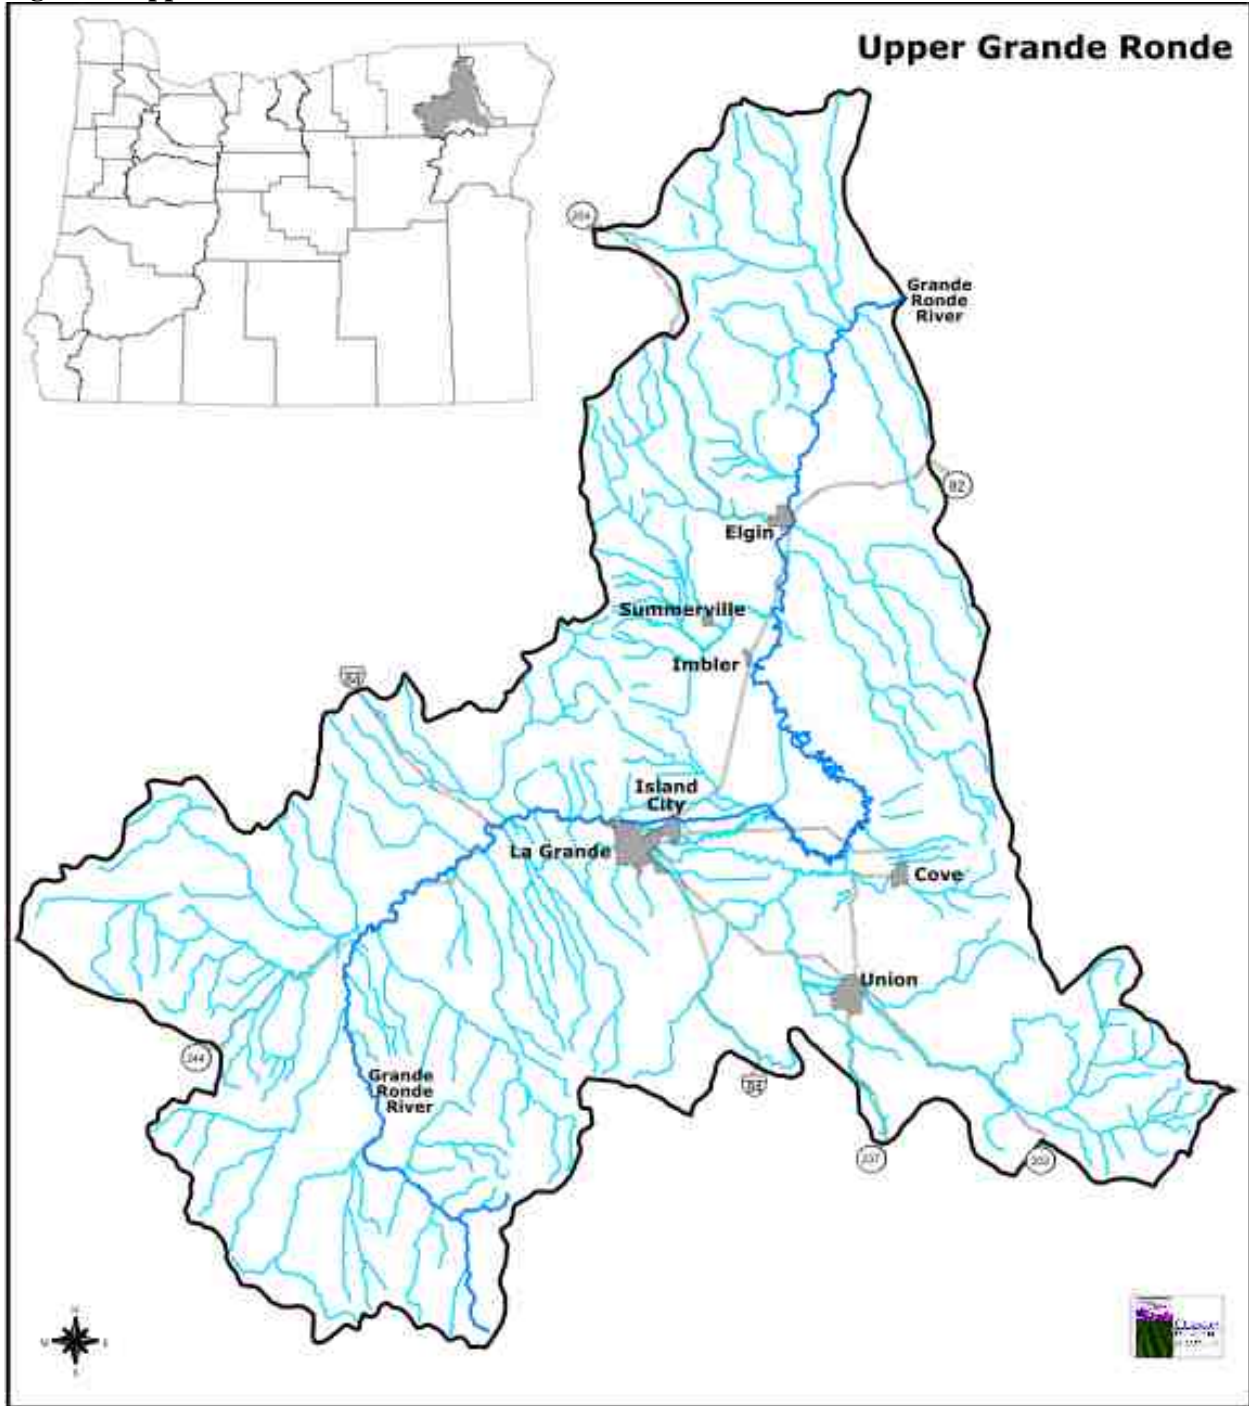 Upper Grande Ronde
Grande
Ronde
River
82
Elgin
Summerville
Imbler
84
Island
City
La Grande
Cove
Union
244
Grande
Ronde
River
84
237
203